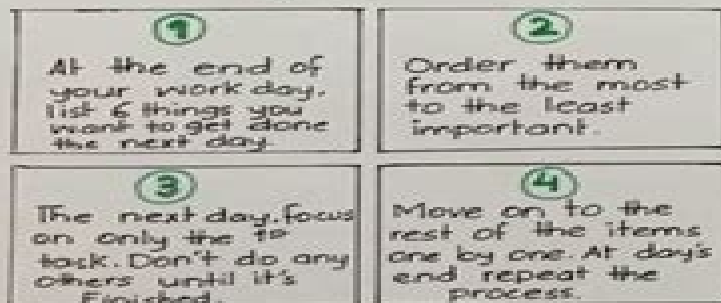 1
At the end of
your work day,
list 6 things you
want to get done
the next day.
2
Order them
from the most
to the least
important.
3
The next day, focus
on only the
task. Don't do any
others until it's
finished.
4
Move on to the
rest of the items
one by one. At day's
end repeat the
process.